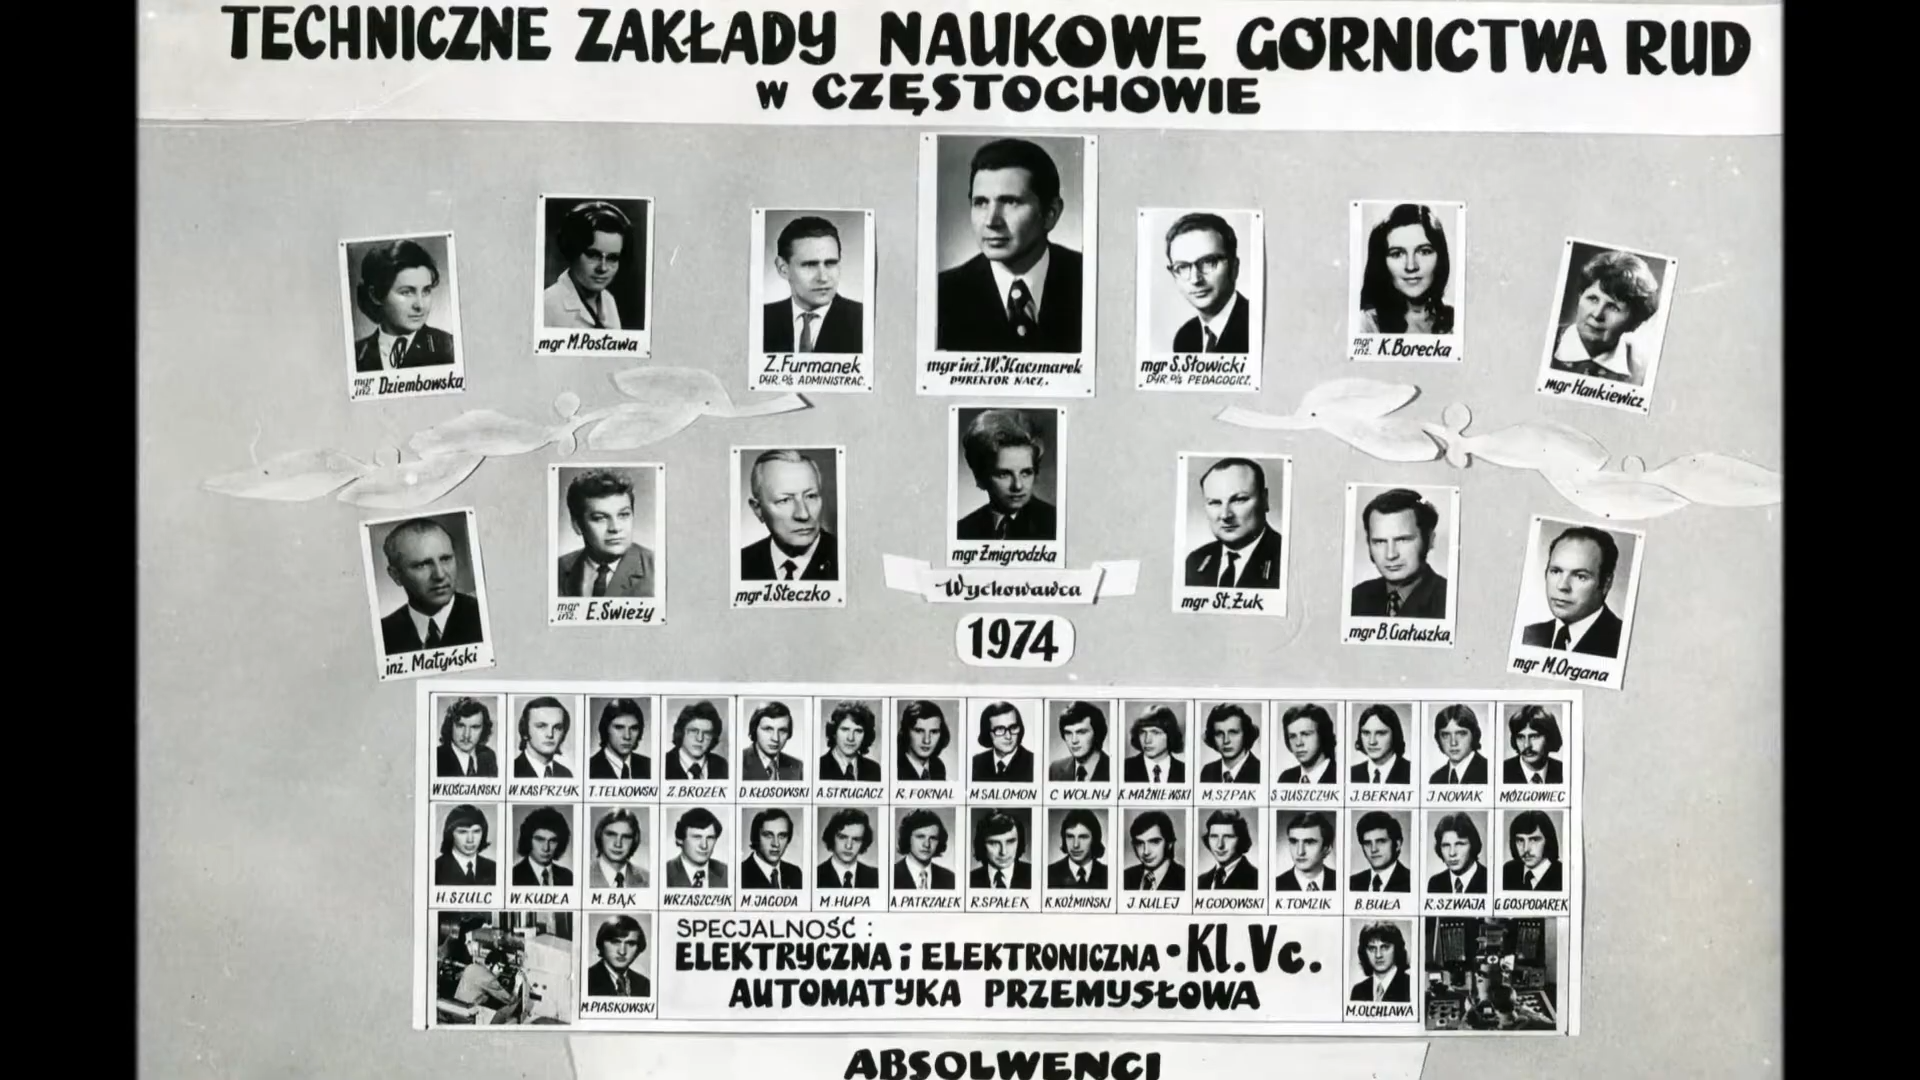 TECHNICZNE ZAKŁADY NAUKOWE GÓRNICTWA RUD
w CZĘSTOCHOWIE
mgr inż. Dziembowska
mgr M.Postawa
Z.Furmanek
DYR. D/S ADMINISTRAC.
mgr inż. W. Kaczmarek
DYREKTOR NACZ.
mgr S.Słowicki
DYR. D/S PEDAGOGICZ.
mgr inż. K.Borecka
mgr Hankiewicz
inż. Małyński
mgr inż. E.Świeży
mgr J.Steczko
mgr Żmigrodzka
Wychowawca
mgr St.Żuk
mgr B.Gałuszka
mgr M.Organa
1974
W.KOŚCJAŃSKI W.KASPRZYK T.TELKOWSKI Z.BROŻEK D.KŁOSOWSKI A.STRUGACZ R.FORNAL M.SALOMON C.WOLNY K.MAŹNIEWSKI M.SZPAK S.JUSZCZYK J.BERNAT J.NOWAK MÓZGOWIEC
H.SZULC W.KUDŁA M.BĄK WRZASZCZYK M.JAGODA M.HUPA A.PATRZAŁEK R.SPAŁEK R.KOŹMIŃSKI J.KULEJ M.GODOWSKI K.TOMZIK B.BUŁA R.SZWAJA G.GOSPODAREK
M.PIASKOWSKI
SPECJALNOŚĆ:
ELEKTRYCZNA i ELEKTRONICZNA • Kl.Vc.
AUTOMATYKA PRZEMYSŁOWA
M.OLCHLAWA
ABSOLWENCI